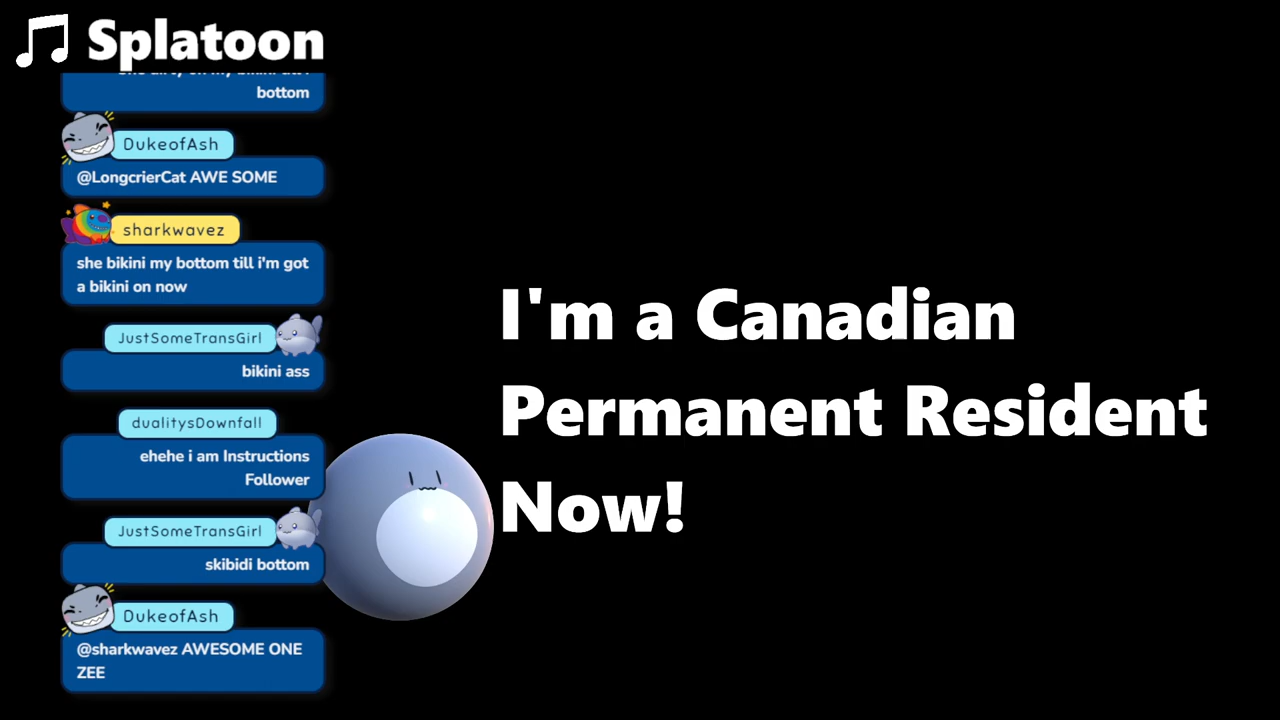 Splatoon
bottom
DukeofAsh
@LongcrierCat AWE SOME
sharkwavez
she bikini my bottom till i'm got
a bikini on now
JustSomeTransGirl
bikini ass
dualitysDownfall
ehehe i am Instructions
Follower
JustSomeTransGirl
skibidi bottom
DukeofAsh
@sharkwavez AWESOME ONE
ZEE
I'm a Canadian
Permanent Resident
Now!